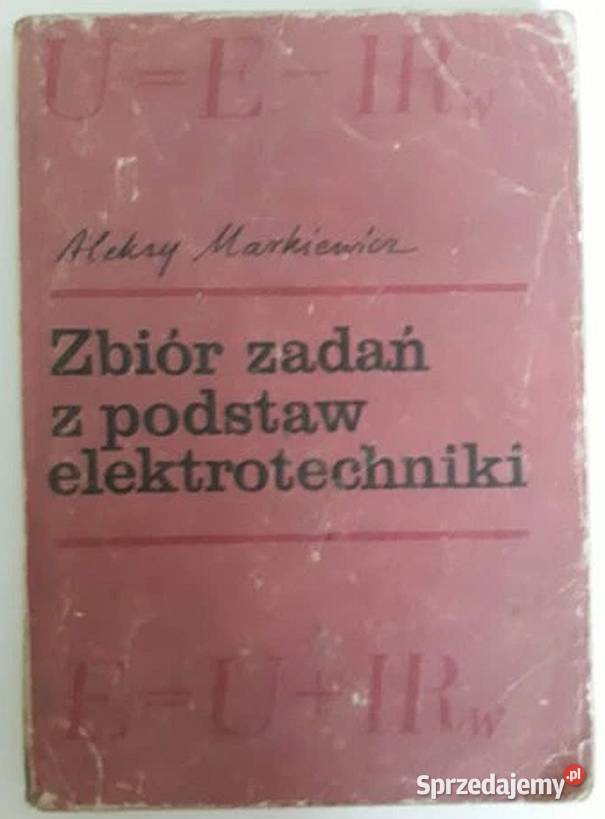 U=E-IRw
Aleksy Markiewicz
Zbiór zadań
z podstaw
elektrotechniki
E=U+IRw
Sprzedajemy.pl